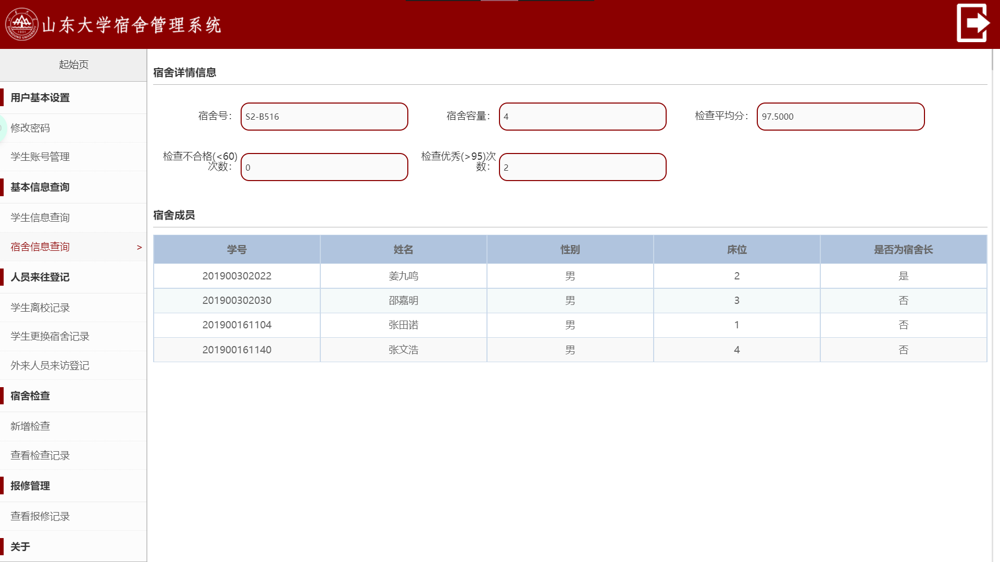 山东大学宿舍管理系统
SHANDONG UNIVERSITY
1901
起始页
用户基本设置
修改密码
学生账号管理
基本信息查询
学生信息查询
宿舍信息查询 >
人员来往登记
学生离校记录
学生更换宿舍记录
外来人员来访登记
宿舍检查
新增检查
查看检查记录
报修管理
查看报修记录
关于
宿舍详情信息
宿舍号： S2-B516 宿舍容量： 4 检查平均分： 97.5000
检查不合格(<60)
次数： 0
检查优秀(>95)次
数： 2
宿舍成员
学号 姓名 性别 床位 是否为宿舍长
201900302022 姜九鸣 男 2 是
201900302030 邵嘉明 男 3 否
201900161104 张田诺 男 1 否
201900161140 张文浩 男 4 否